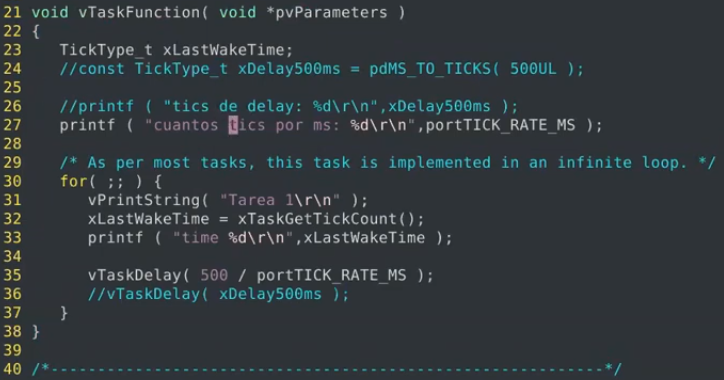 21 void vTaskFunction( void *pvParameters )
22 {
23    TickType_t xLastWakeTime;
24    //const TickType_t xDelay500ms = pdMS_TO_TICKS( 500UL );
25
26    //printf ( "tics de delay: %d\r\n",xDelay500ms );
27    printf ( "cuantos tics por ms: %d\r\n",portTICK_RATE_MS );
28
29    /* As per most tasks, this task is implemented in an infinite loop. */
30    for( ;; ) {
31       vPrintString( "Tarea 1\r\n" );
32       xLastWakeTime = xTaskGetTickCount();
33       printf ( "time %d\r\n",xLastWakeTime );
34
35       vTaskDelay( 500 / portTICK_RATE_MS );
36       //vTaskDelay( xDelay500ms );
37    }
38 }
39
40 /*-----------------------------------------------------------*/